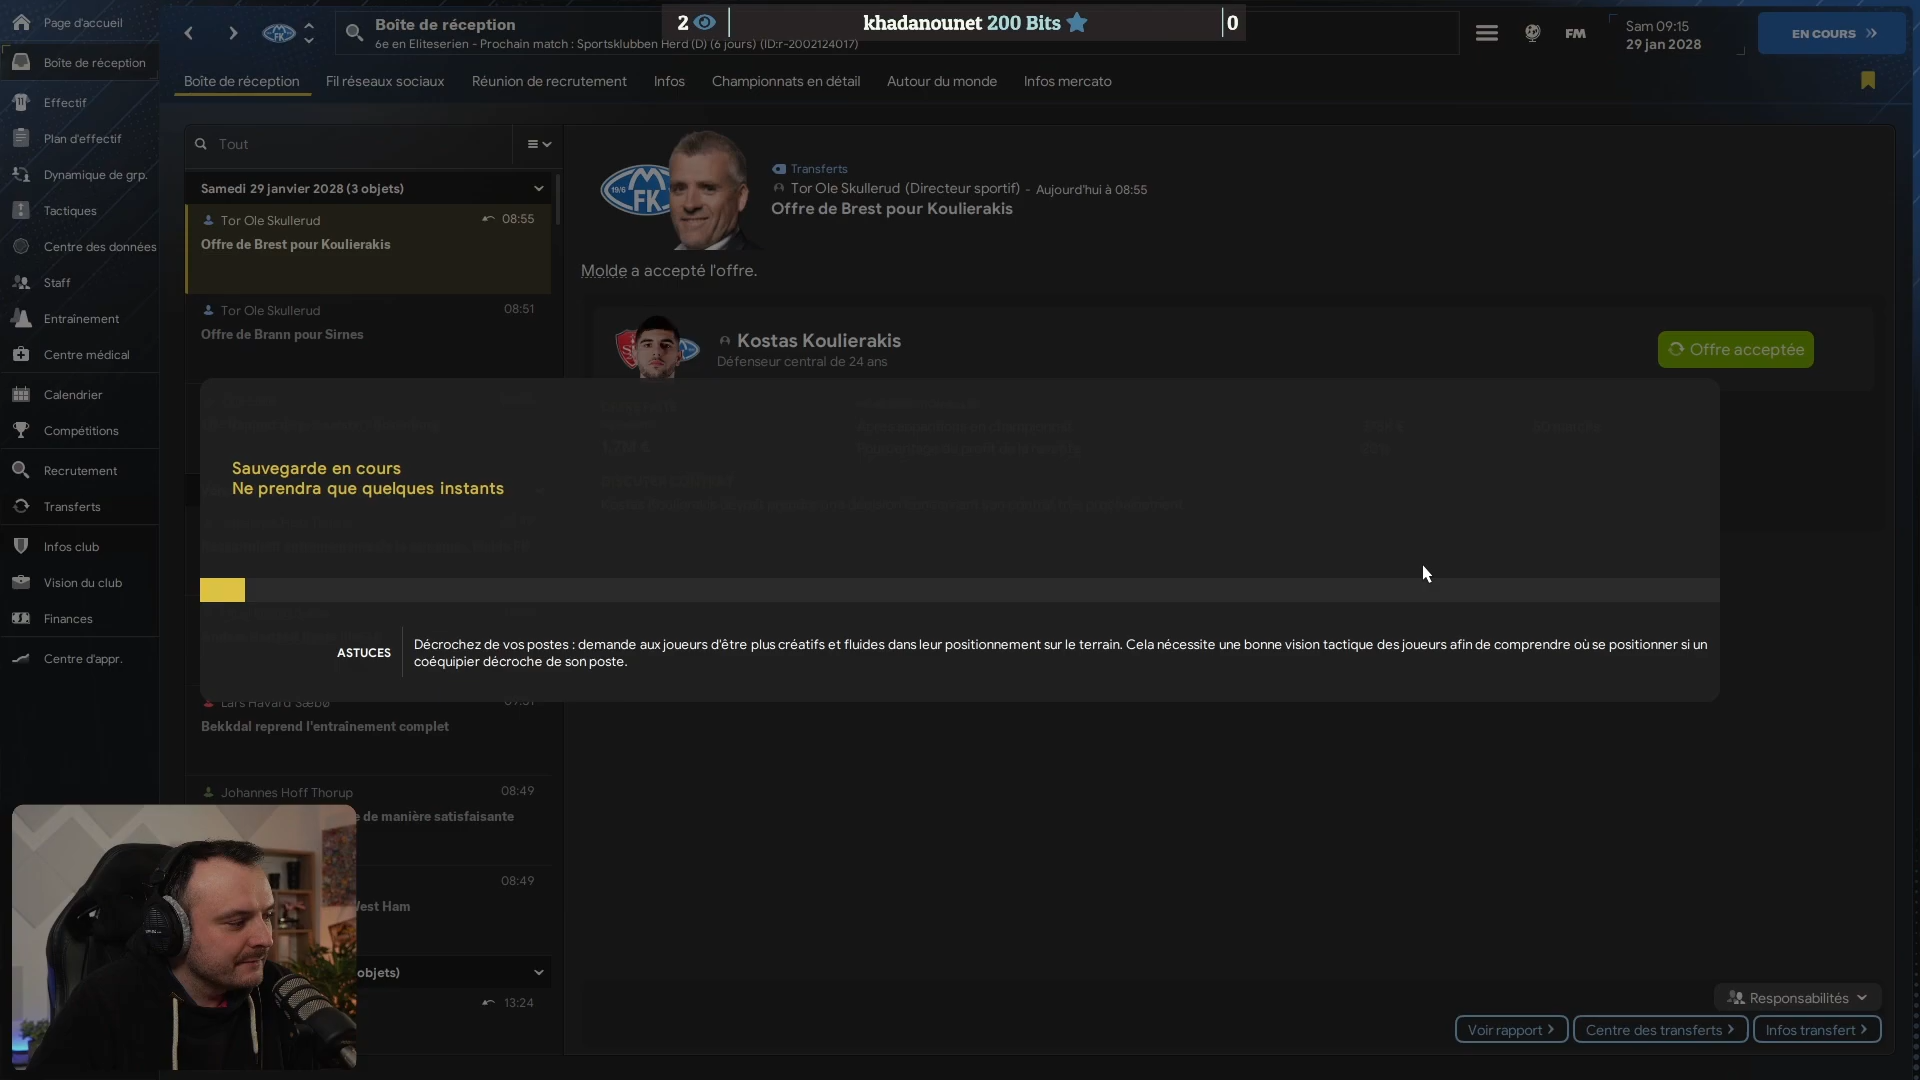 Page d'accueil
Boîte de réception
Effectif
Plan d'effectif
Dynamique de grp.
Tactiques
Centre des données
Staff
Entraînement
Centre médical
Calendrier
Compétitions
Recrutement
Transferts
Infos club
Vision du club
Finances
Centre d'appr.
Boîte de réception
6e en Eliteserien - Prochain match : Sportsklubben Herd (D) (6 jours) (ID:r-2002124017)
2
khadanounet 200 Bits
0
FM
Sam 09:15
29 jan 2028
EN COURS
Boîte de réception
Fil réseaux sociaux
Réunion de recrutement
Infos
Championnats en détail
Autour du monde
Infos mercato
Tout
Samedi 29 janvier 2028 (3 objets)
Tor Ole Skullerud 08:55
Offre de Brest pour Koulierakis
Tor Ole Skullerud 08:51
Offre de Brann pour Sirnes
Transferts
Tor Ole Skullerud (Directeur sportif) - Aujourd'hui à 08:55
Offre de Brest pour Koulierakis
Molde a accepté l'offre.
Kostas Koulierakis
Défenseur central de 24 ans
Offre acceptée
Sauvegarde en cours
Ne prendra que quelques instants
ASTUCES
Décrochez de vos postes : demande aux joueurs d'être plus créatifs et fluides dans leur positionnement sur le terrain. Cela nécessite une bonne vision tactique des joueurs afin de comprendre où se positionner si un
coéquipier décroche de son poste.
Lars Håvard Sæbø
Bekkdal reprend l'entraînement complet
Johannes Hoff Thorup 08:49
e de manière satisfaisante
08:49
West Ham
objets)
13:24
Responsabilités
Voir rapport
Centre des transferts
Infos transfert